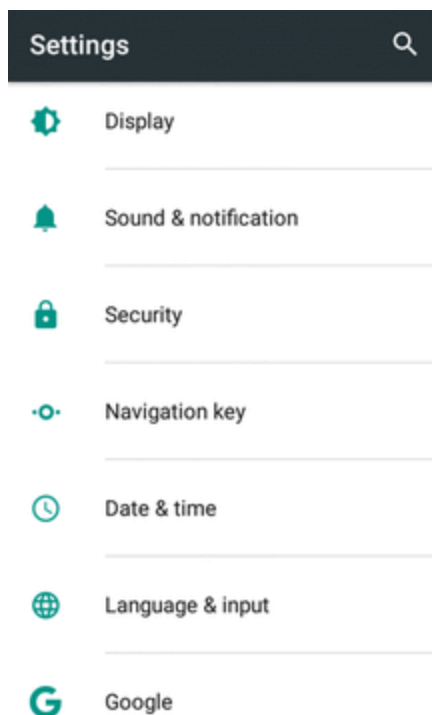 Settings
Display
Sound & notification
Security
Navigation key
Date & time
Language & input
Google